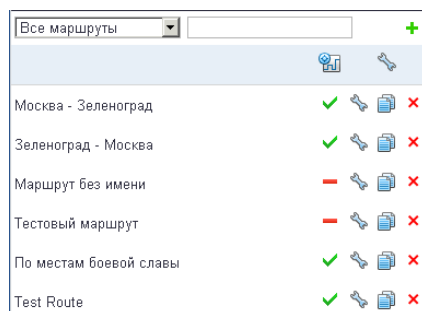 Все маршруты
Москва - Зеленоград
Зеленоград - Москва
Маршрут без имени
Тестовый маршрут
По местам боевой славы
Test Route